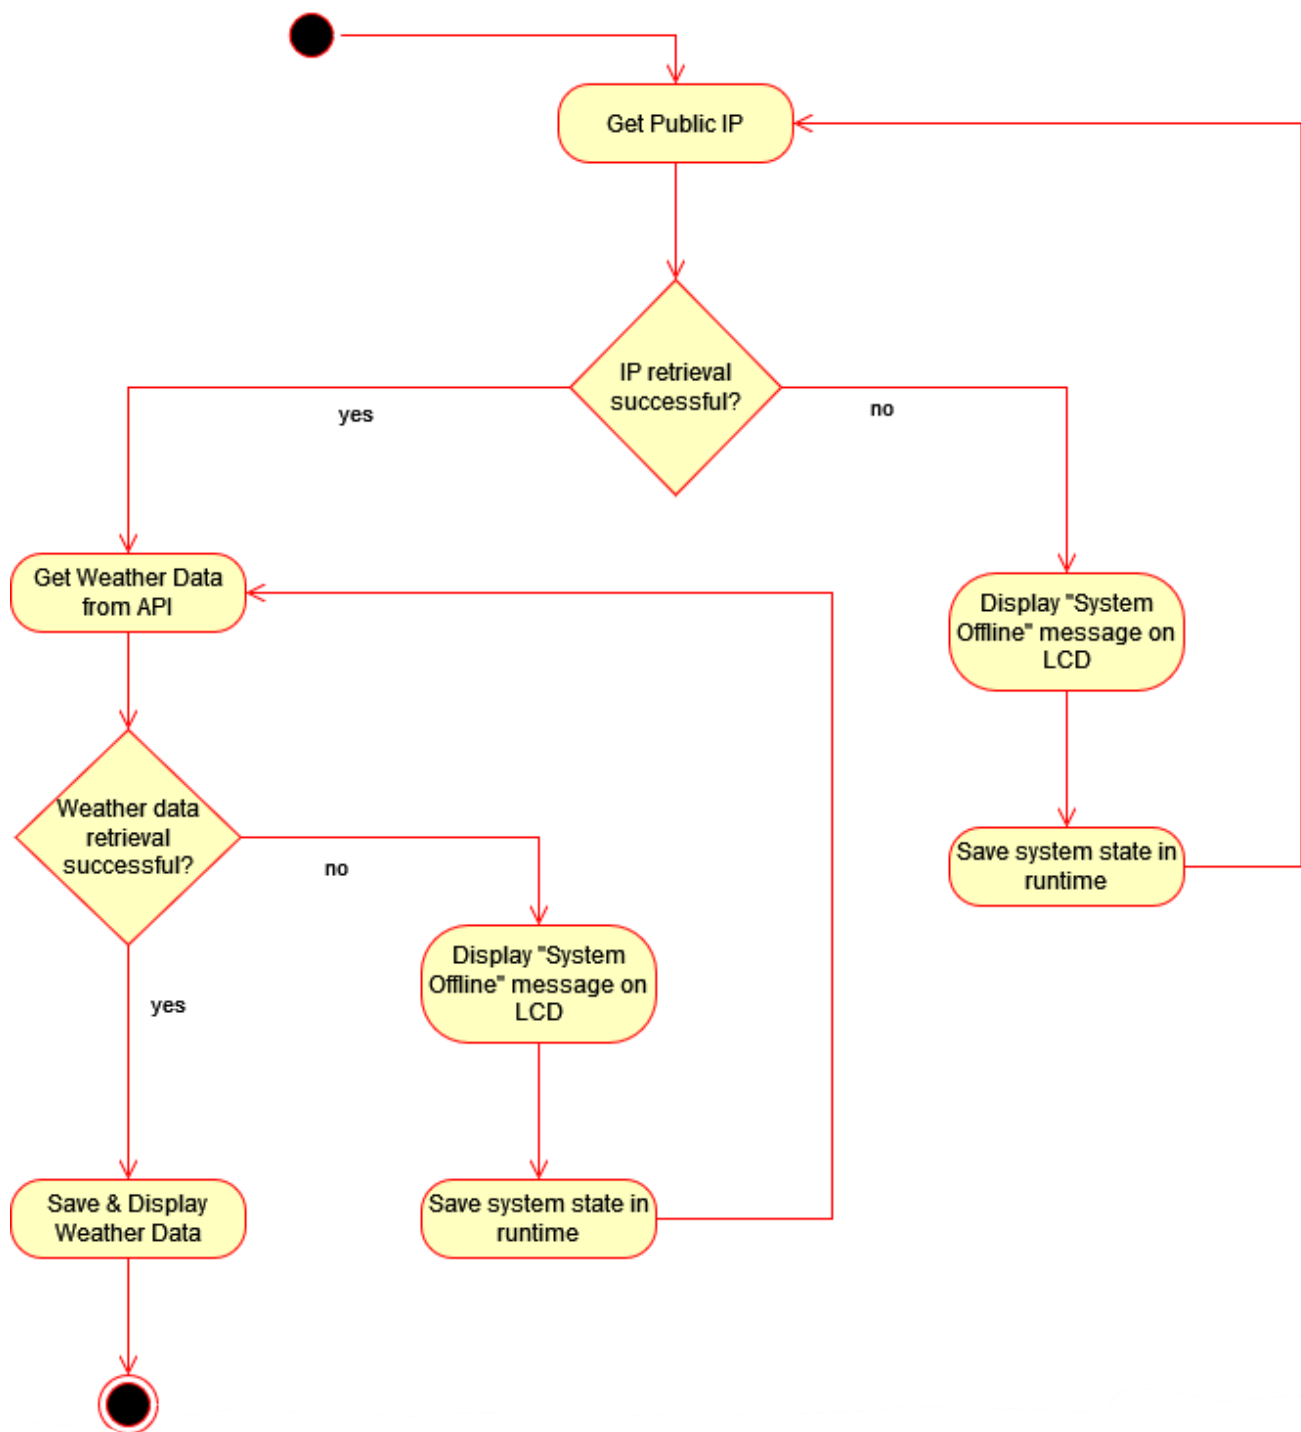 Get Public IP
IP retrieval
successful?
yes
no
Get Weather Data
from API
Display "System
Offline" message on
LCD
Weather data
retrieval
successful?
no
Save system state in
runtime
Display "System
Offline" message on
LCD
yes
Save & Display
Weather Data
Save system state in
runtime